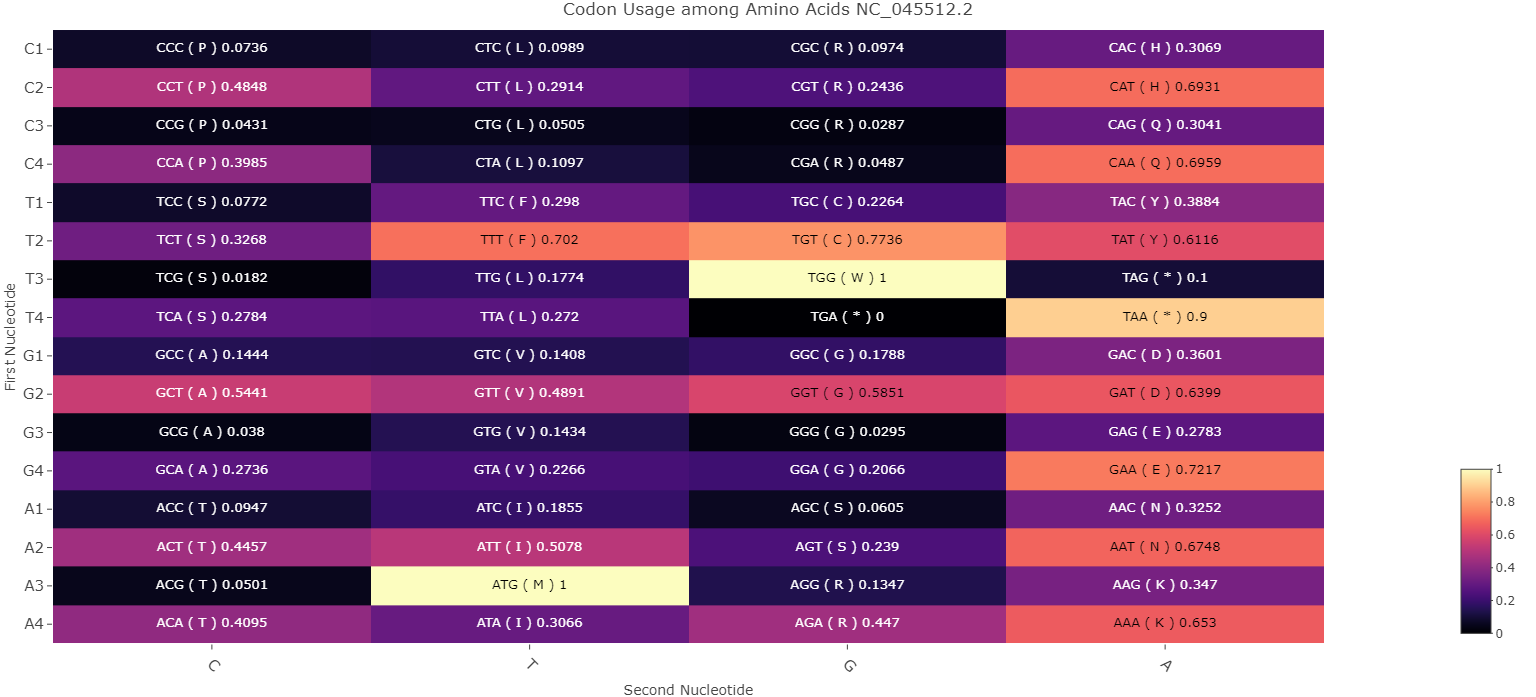 Codon Usage among Amino Acids NC_045512.2
C1 CCC ( P ) 0.0736 CTC ( L ) 0.0989 CGC ( R ) 0.0974 CAC ( H ) 0.3069
C2 CCT ( P ) 0.4848 CTT ( L ) 0.2914 CGT ( R ) 0.2436 CAT ( H ) 0.6931
C3 CCG ( P ) 0.0431 CTG ( L ) 0.0505 CGG ( R ) 0.0287 CAG ( Q ) 0.3041
C4 CCA ( P ) 0.3985 CTA ( L ) 0.1097 CGA ( R ) 0.0487 CAA ( Q ) 0.6959
T1 TCC ( S ) 0.0772 TTC ( F ) 0.298 TGC ( C ) 0.2264 TAC ( Y ) 0.3884
T2 TCT ( S ) 0.3268 TTT ( F ) 0.702 TGT ( C ) 0.7736 TAT ( Y ) 0.6116
T3 TCG ( S ) 0.0182 TTG ( L ) 0.1774 TGG ( W ) 1 TAG ( * ) 0.1
T4 TCA ( S ) 0.2784 TTA ( L ) 0.272 TGA ( * ) 0 TAA ( * ) 0.9
G1 GCC ( A ) 0.1444 GTC ( V ) 0.1408 GGC ( G ) 0.1788 GAC ( D ) 0.3601
G2 GCT ( A ) 0.5441 GTT ( V ) 0.4891 GGT ( G ) 0.5851 GAT ( D ) 0.6399
G3 GCG ( A ) 0.038 GTG ( V ) 0.1434 GGG ( G ) 0.0295 GAG ( E ) 0.2783
G4 GCA ( A ) 0.2736 GTA ( V ) 0.2266 GGA ( G ) 0.2066 GAA ( E ) 0.7217
A1 ACC ( T ) 0.0947 ATC ( I ) 0.1855 AGC ( S ) 0.0605 AAC ( N ) 0.3252
A2 ACT ( T ) 0.4457 ATT ( I ) 0.5078 AGT ( S ) 0.239 AAT ( N ) 0.6748
A3 ACG ( T ) 0.0501 ATG ( M ) 1 AGG ( R ) 0.1347 AAG ( K ) 0.347
A4 ACA ( T ) 0.4095 ATA ( I ) 0.3066 AGA ( R ) 0.447 AAA ( K ) 0.653
C T G A
Second Nucleotide
First Nucleotide
1
0.8
0.6
0.4
0.2
0